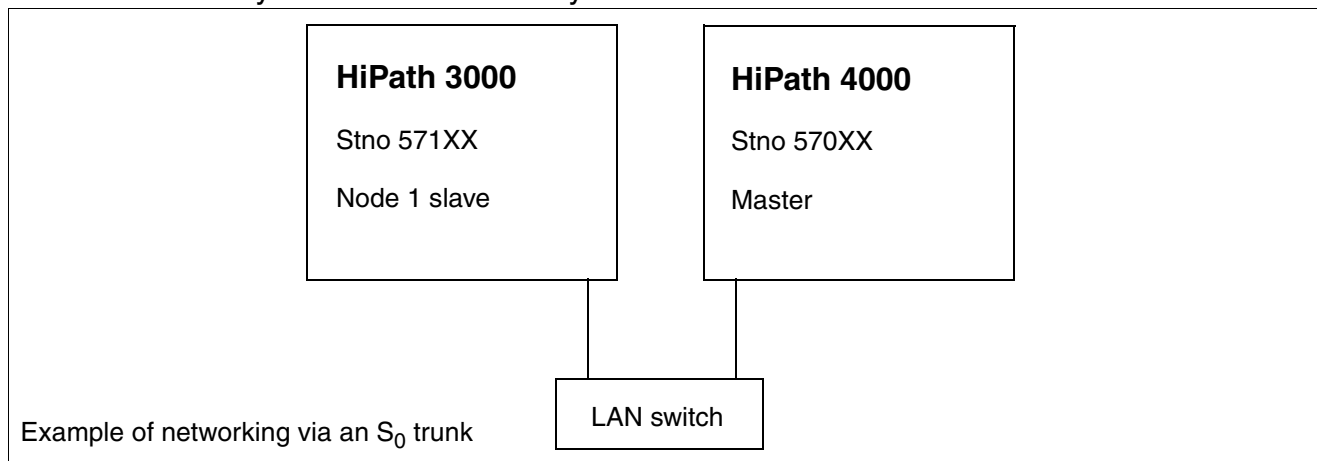 HiPath 3000
Stno 571XX
Node 1 slave
HiPath 4000
Stno 570XX
Master
LAN switch
Example of networking via an S0 trunk